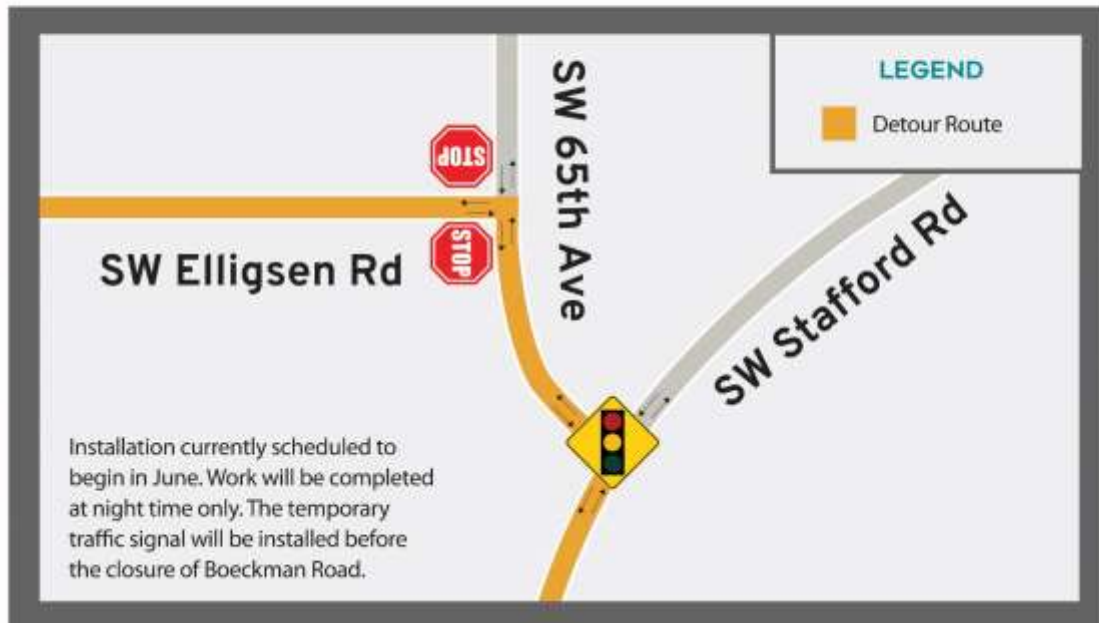 LEGEND
Detour Route
STOP
STOP
SW 65th Ave
SW Elligsen Rd
SW Stafford Rd
Installation currently scheduled to
begin in June. Work will be completed
at night time only. The temporary
traffic signal will be installed before
the closure of Boeckman Road.